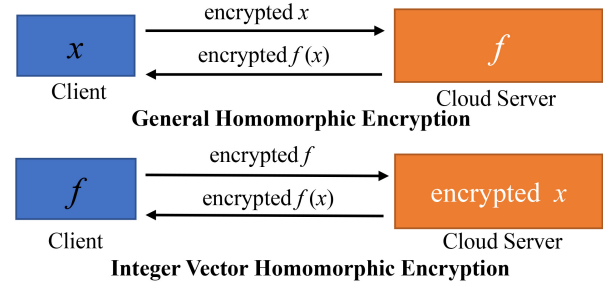 encrypted x
x
f
encrypted f (x)
Client
Cloud Server
General Homomorphic Encryption
encrypted f
f
encrypted x
encrypted f (x)
Client
Cloud Server
Integer Vector Homomorphic Encryption